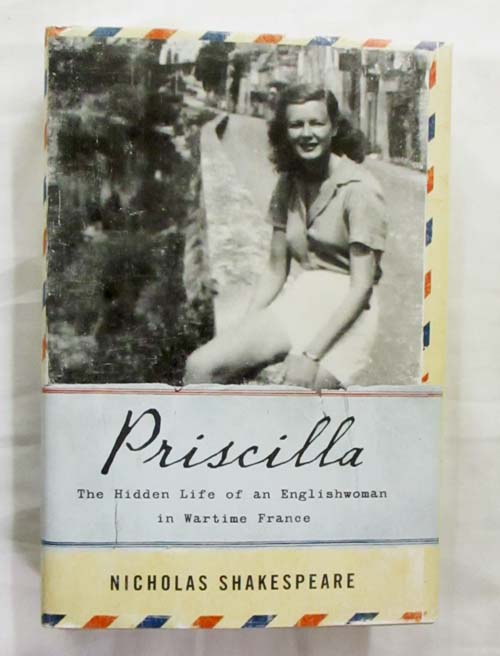 Priscilla
The Hidden Life of an Englishwoman
in Wartime France
NICHOLAS SHAKESPEARE